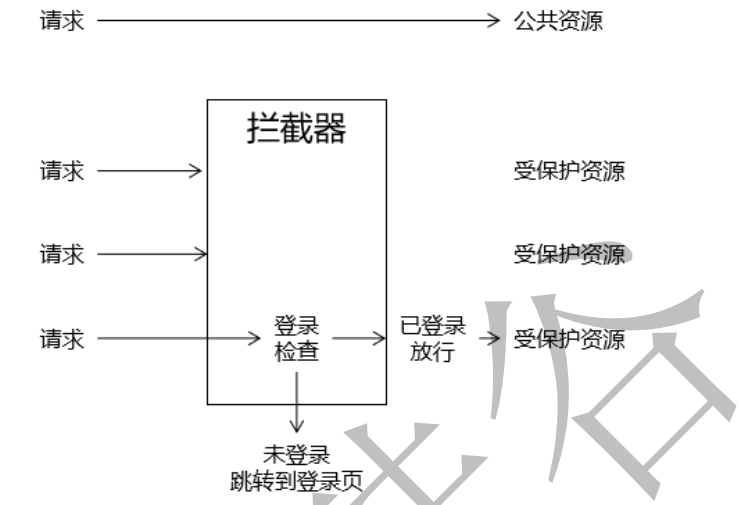 请求 公共资源
拦截器
请求 受保护资源
请求 受保护资源
请求 登录 已登录 受保护资源
检查 放行
未登录
跳转到登录页